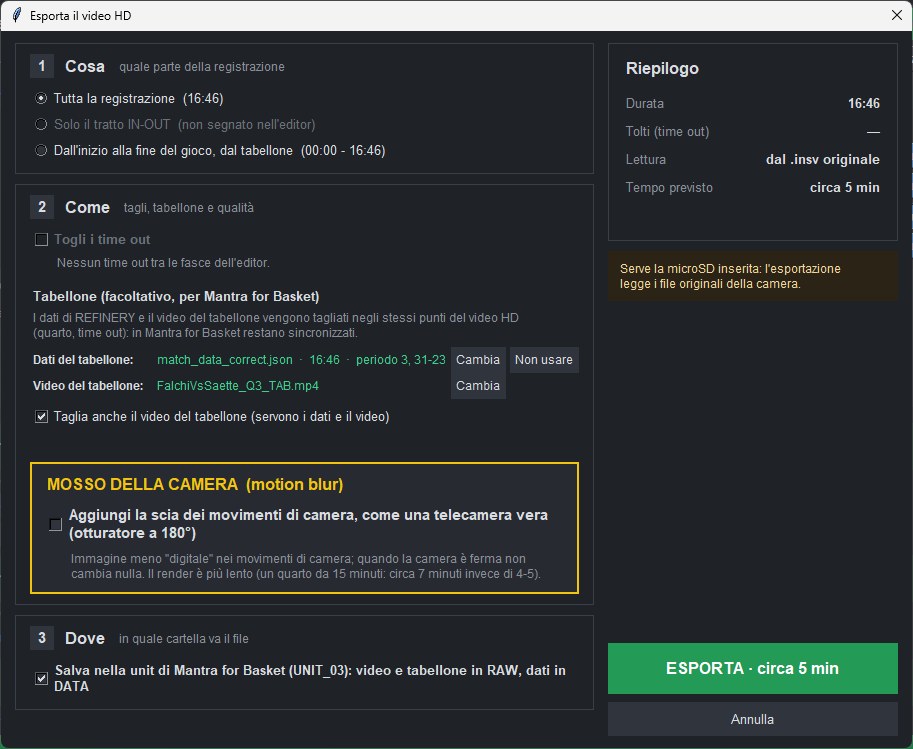 Esporta il video HD
1 Cosa quale parte della registrazione
Tutta la registrazione (16:46)
Solo il tratto IN-OUT (non segnato nell'editor)
Dall'inizio alla fine del gioco, dal tabellone (00:00 - 16:46)
2 Come tagli, tabellone e qualità
Togli i time out
Nessun time out tra le fasce dell'editor.
Tabellone (facoltativo, per Mantra for Basket)
I dati di REFINERY e il video del tabellone vengono tagliati negli stessi punti del video HD
(quarto, time out): in Mantra for Basket restano sincronizzati.
Dati del tabellone: match_data_correct.json · 16:46 · periodo 3, 31-23 Cambia Non usare
Video del tabellone: FalchiVsSaette_Q3_TAB.mp4 Cambia
Taglia anche il video del tabellone (servono i dati e il video)
MOSSO DELLA CAMERA (motion blur)
Aggiungi la scia dei movimenti di camera, come una telecamera vera
(otturatore a 180°)
Immagine meno "digitale" nei movimenti di camera; quando la camera è ferma non
cambia nulla. Il render è più lento (un quarto da 15 minuti: circa 7 minuti invece di 4-5).
3 Dove in quale cartella va il file
Salva nella unit di Mantra for Basket (UNIT_03): video e tabellone in RAW, dati in
DATA
Riepilogo
Durata 16:46
Tolti (time out) —
Lettura dal .insv originale
Tempo previsto circa 5 min
Serve la microSD inserita: l'esportazione
legge i file originali della camera.
ESPORTA · circa 5 min
Annulla